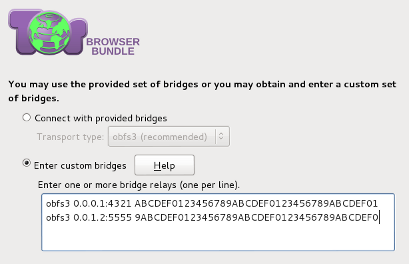 Tor
BROWSER
BUNDLE
You may use the provided set of bridges or you may obtain and enter a custom set
of bridges.
Connect with provided bridges
Transport type: obfs3 (recommended)
Enter custom bridges Help
Enter one or more bridge relays (one per line).
obfs3 0.0.0.1:4321 ABCDEF0123456789ABCDEF0123456789ABCDEF01
obfs3 0.0.1.2:5555 9ABCDEF0123456789ABCDEF0123456789ABCDEF0